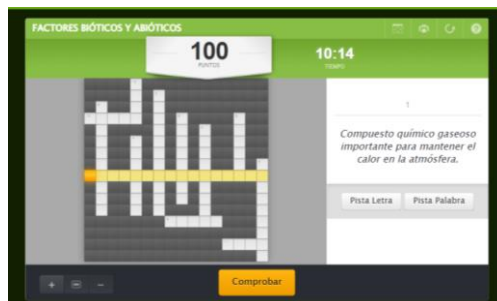 FACTORES BIÓTICOS Y ABIÓTICOS
100
PUNTOS
10:14
TIEMPO
1
Compuesto químico gaseoso
importante para mantener el
calor en la atmósfera.
Pista Letra
Pista Palabra
Comprobar